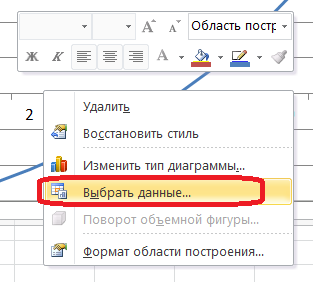 Область постр
Ж К
2
Удалить
Восстановить стиль
Изменить тип диаграммы...
Выбрать данные...
Поворот объемной фигуры...
Формат области построения...